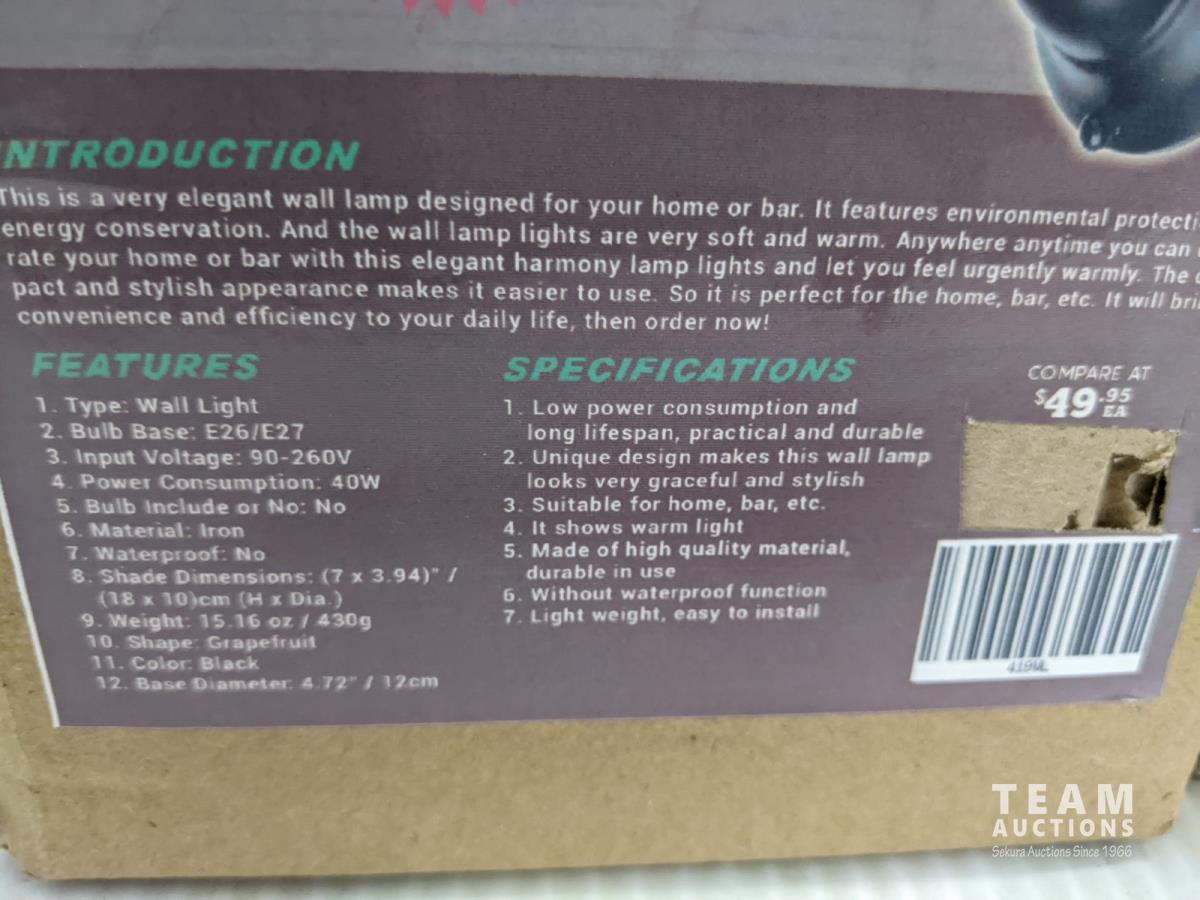 NTRODUCTION
This is a very elegant wall lamp designed for your home or bar. It features environmental protecti
energy conservation. And the wall lamp lights are very soft and warm. Anywhere anytime you can
rate your home or bar with this elegant harmony lamp lights and let you feel urgently warmly. The
pact and stylish appearance makes it easier to use. So it is perfect for the home, bar, etc. It will bri
convenience and efficiency to your daily life, then order now!
FEATURES
1. Type: Wall Light
2. Bulb Base: E26/E27
3. Input Voltage: 90-260V
4. Power Consumption: 40W
5. Bulb Include or No: No
6. Material: Iron
7. Waterproof: No
8. Shade Dimensions: (7 x 3.94)" /
(18 x 10)cm (H x Dia.)
9. Weight: 15.16 oz / 430g
10. Shape: Grapefruit
11. Color: Black
12. Base Diameter: 4.72" / 12cm
SPECIFICATIONS
1. Low power consumption and
long lifespan, practical and durable
2. Unique design makes this wall lamp
looks very graceful and stylish
3. Suitable for home, bar, etc.
4. It shows warm light
5. Made of high quality material,
durable in use
6. Without waterproof function
7. Light weight, easy to install
COMPARE AT
$49.95 EA
419WL
TEAM
AUCTIONS
Sekura Auctions Since 1966